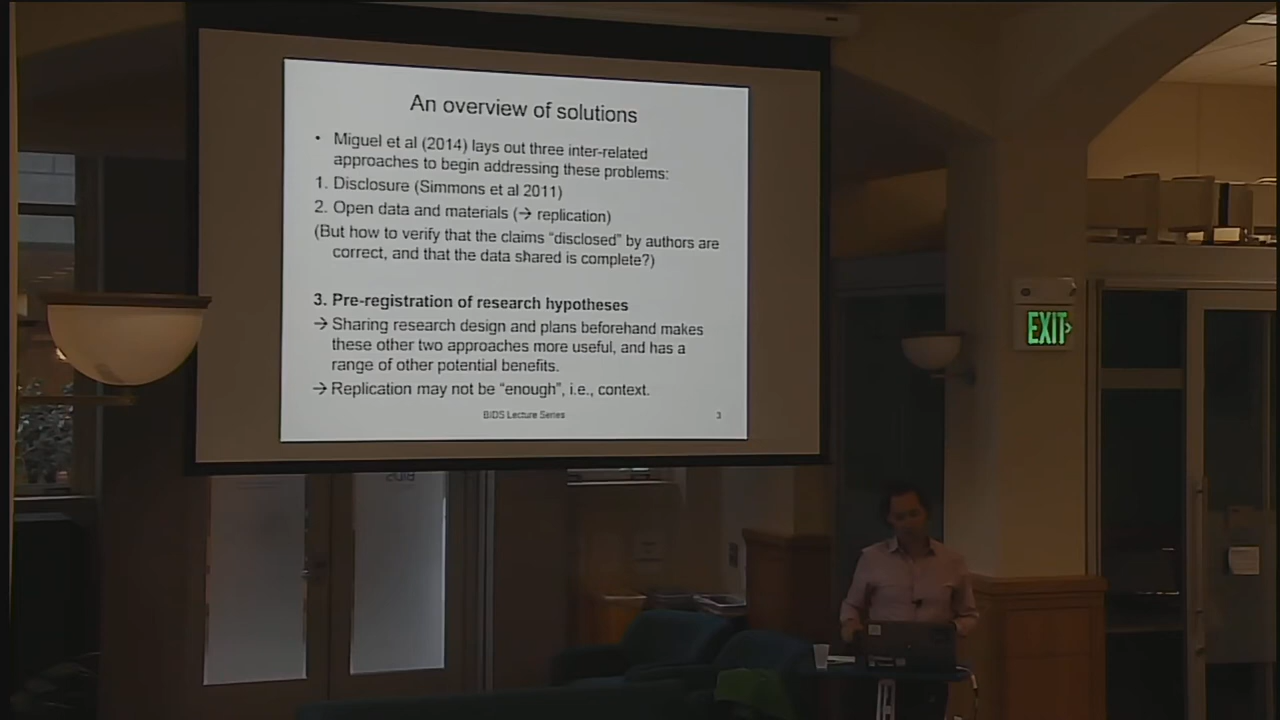 An overview of solutions
• Miguel et al (2014) lays out three inter-related
approaches to begin addressing these problems:
1. Disclosure (Simmons et al 2011)
2. Open data and materials (→ replication)
(But how to verify that the claims “disclosed” by authors are
correct, and that the data shared is complete?)
3. Pre-registration of research hypotheses
→ Sharing research design and plans beforehand makes
these other two approaches more useful, and has a
range of other potential benefits.
→ Replication may not be “enough”, i.e., context.
BIDS Lecture Series 3
EXIT